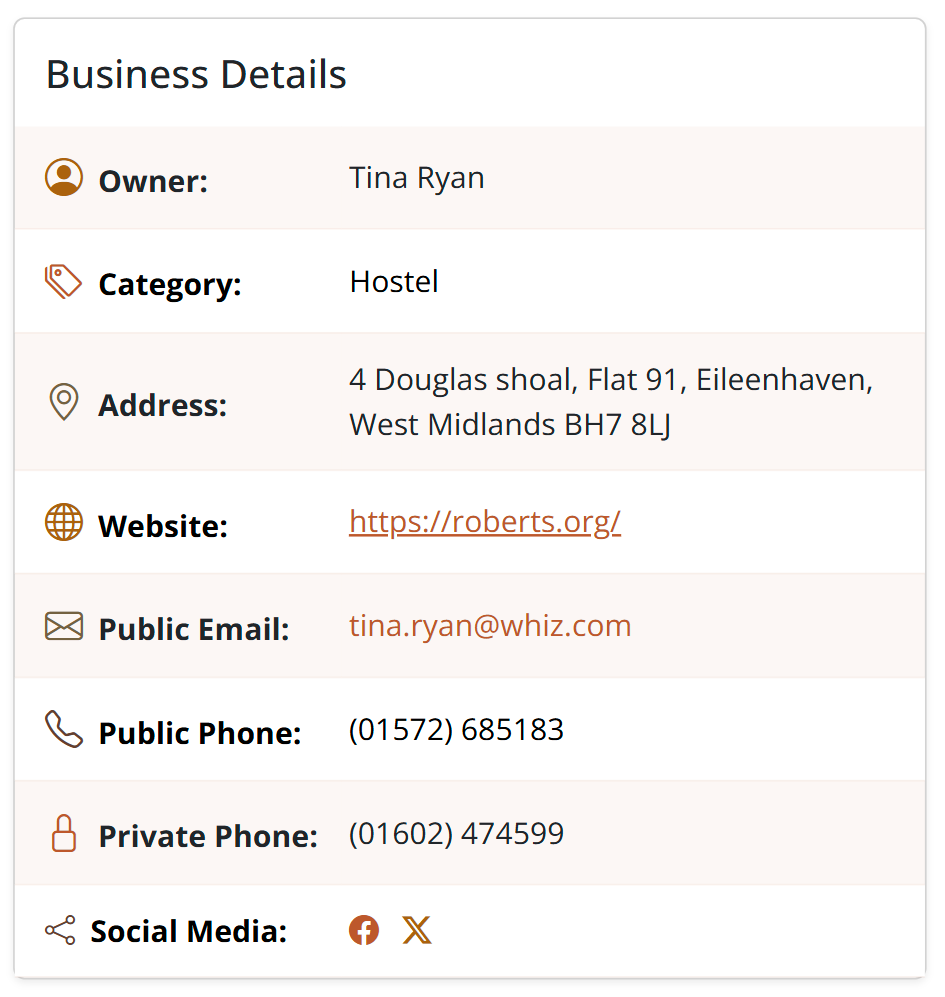 Business Details
Owner: Tina Ryan
Category: Hostel
Address: 4 Douglas shoal, Flat 91, Eileenhaven,
West Midlands BH7 8LJ
Website: https://roberts.org/
Public Email: tina.ryan@whiz.com
Public Phone: (01572) 685183
Private Phone: (01602) 474599
Social Media: